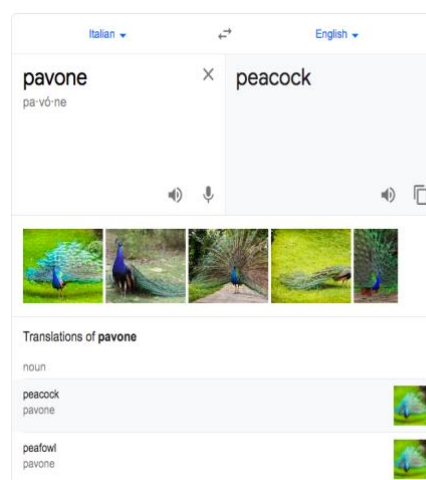 Italian English
pavone peacock
pa·vó·ne
Translations of pavone
noun
peacock
pavone
peafowl
pavone